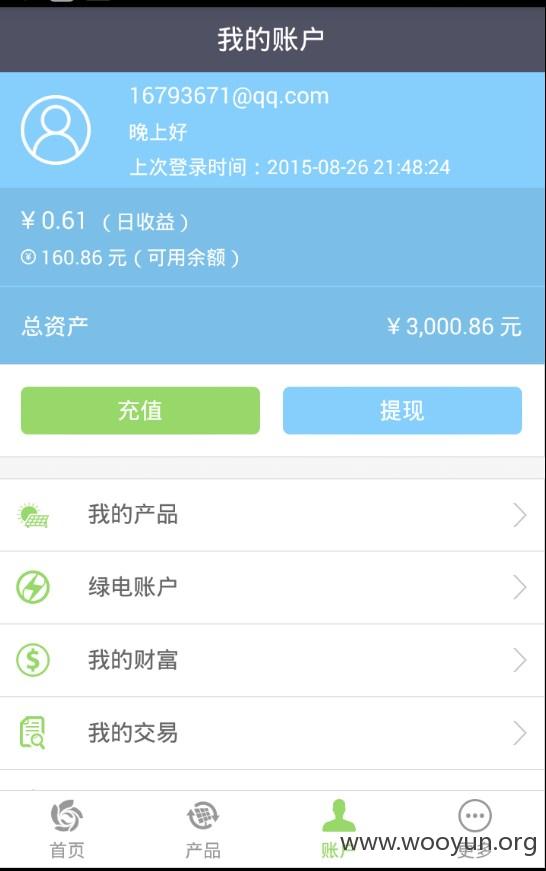 我的账户
16793671@qq.com
晚上好
上次登录时间：2015-08-26 21:48:24
¥ 0.61 （日收益）
¥ 160.86 元（可用余额）
总资产 ¥ 3,000.86 元
充值 提现
我的产品
绿电账户
我的财富
我的交易
首页 产品 账户 更多
www.wooyun.org